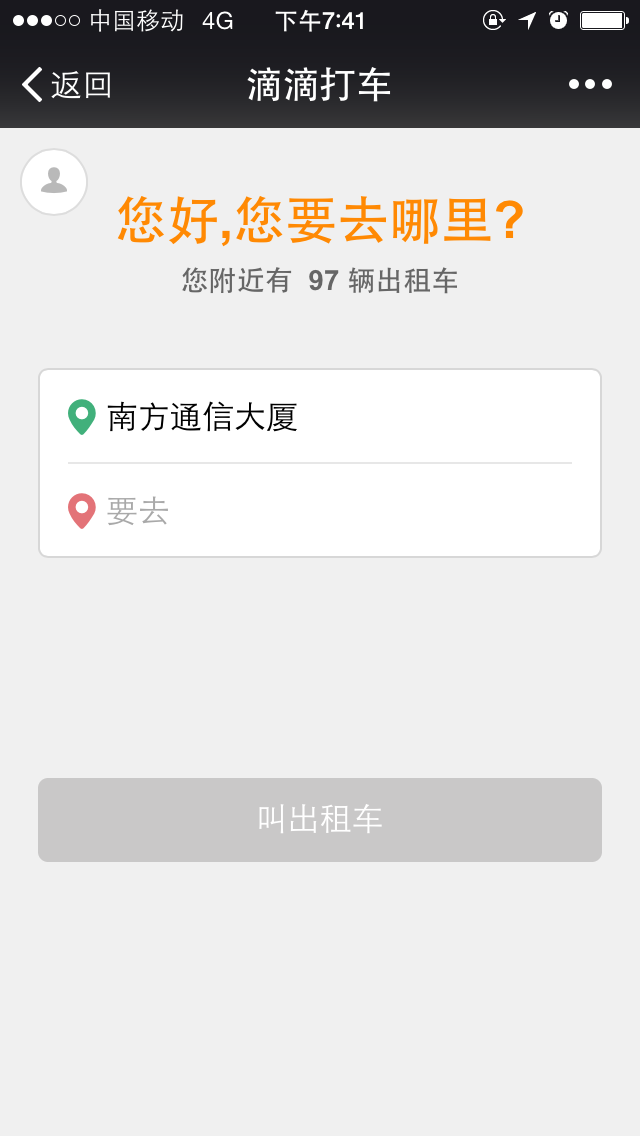 中国移动 4G 下午7:41
返回 滴滴打车
您好,您要去哪里?
您附近有 97 辆出租车
南方通信大厦
要去
叫出租车